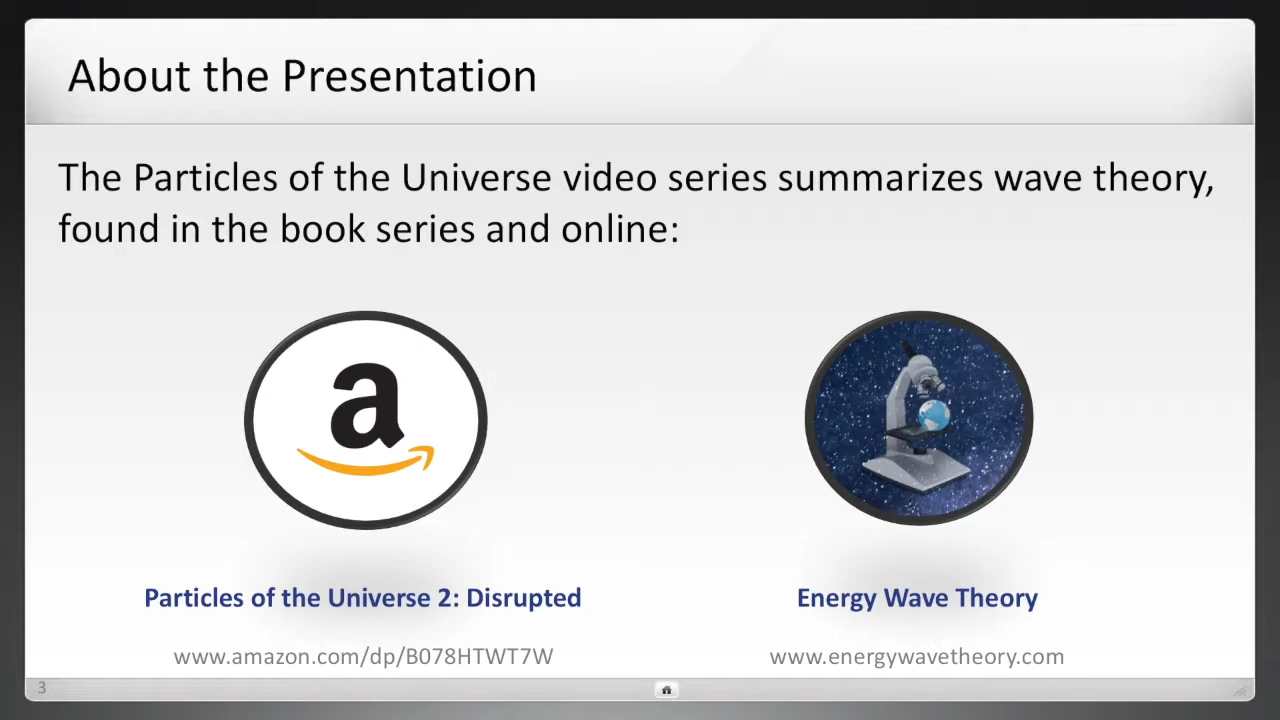 About the Presentation
The Particles of the Universe video series summarizes wave theory,
found in the book series and online:
a
Particles of the Universe 2: Disrupted
Energy Wave Theory
www.amazon.com/dp/B078HTWT7W
www.energywavetheory.com
3